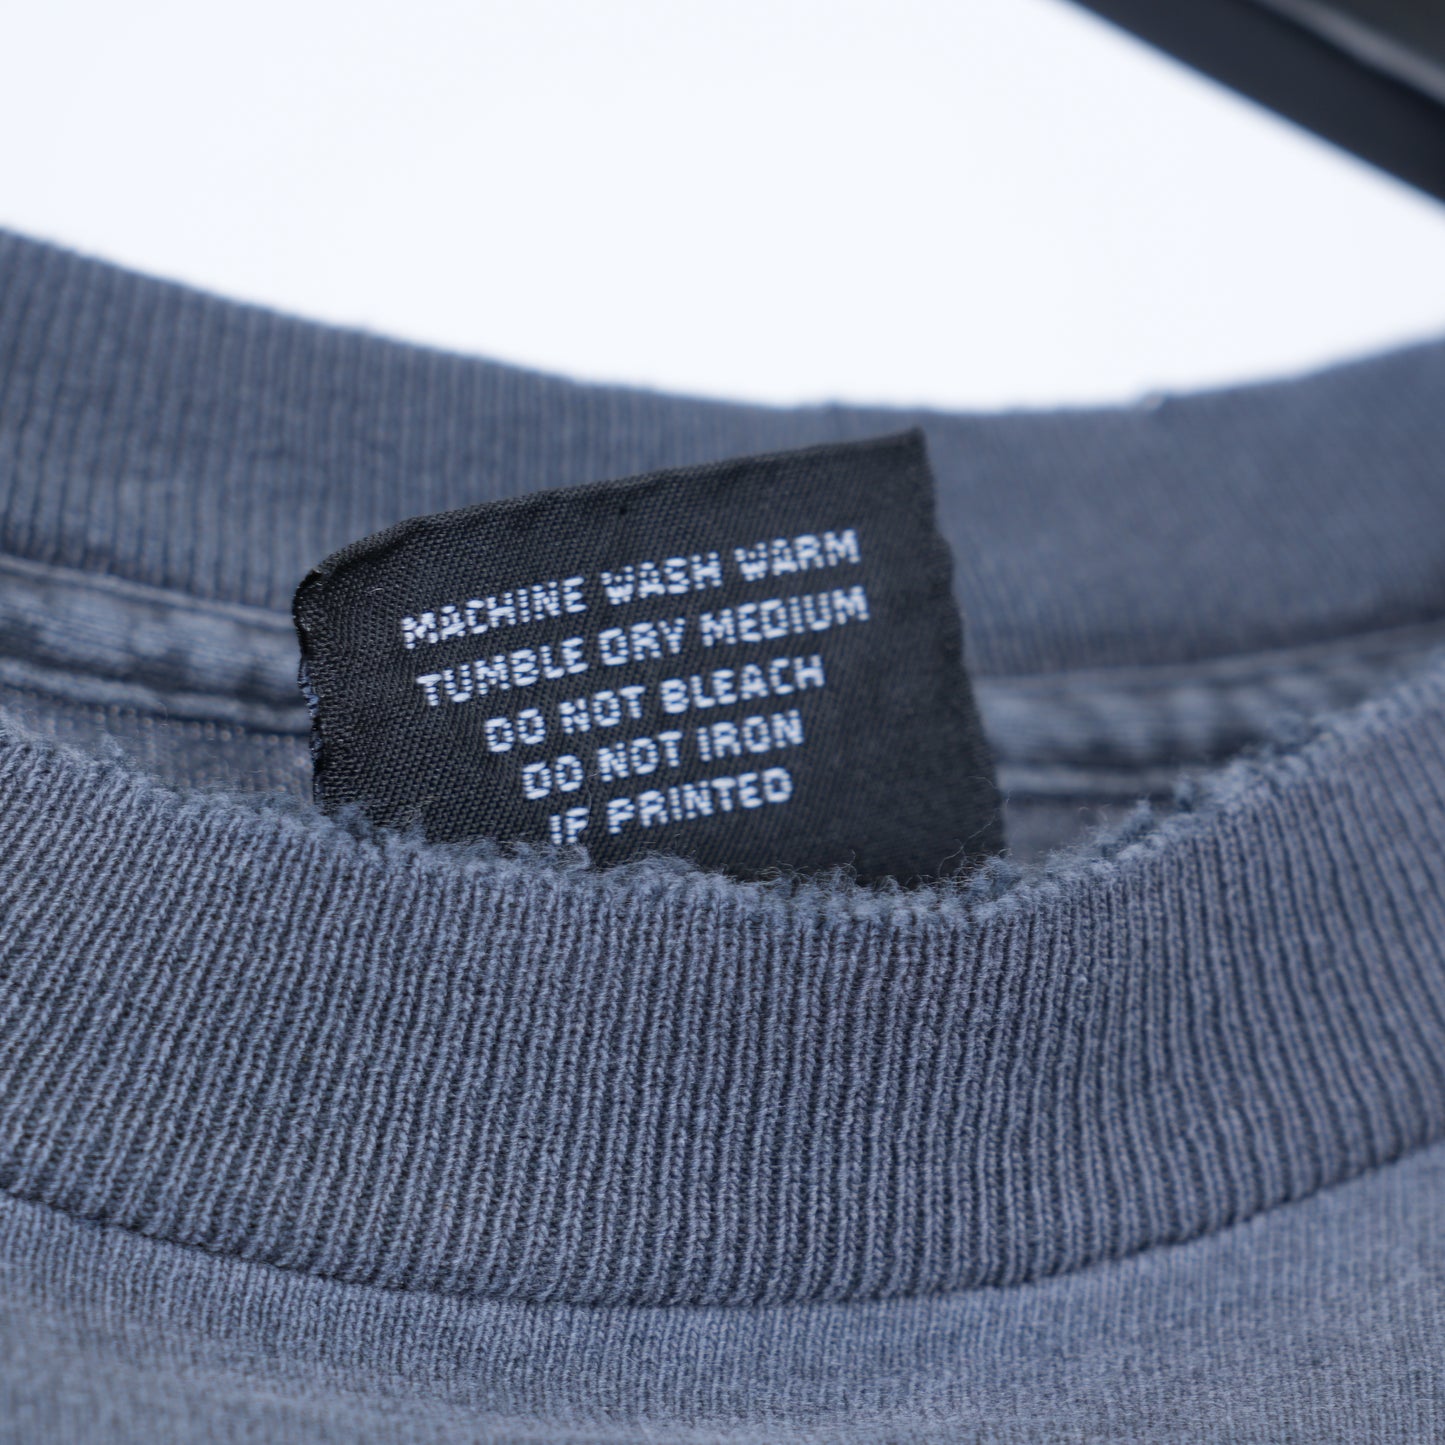 MACHINE WASH WARM
TUMBLE DRY MEDIUM
DO NOT BLEACH
DO NOT IRON
IF PRINTED